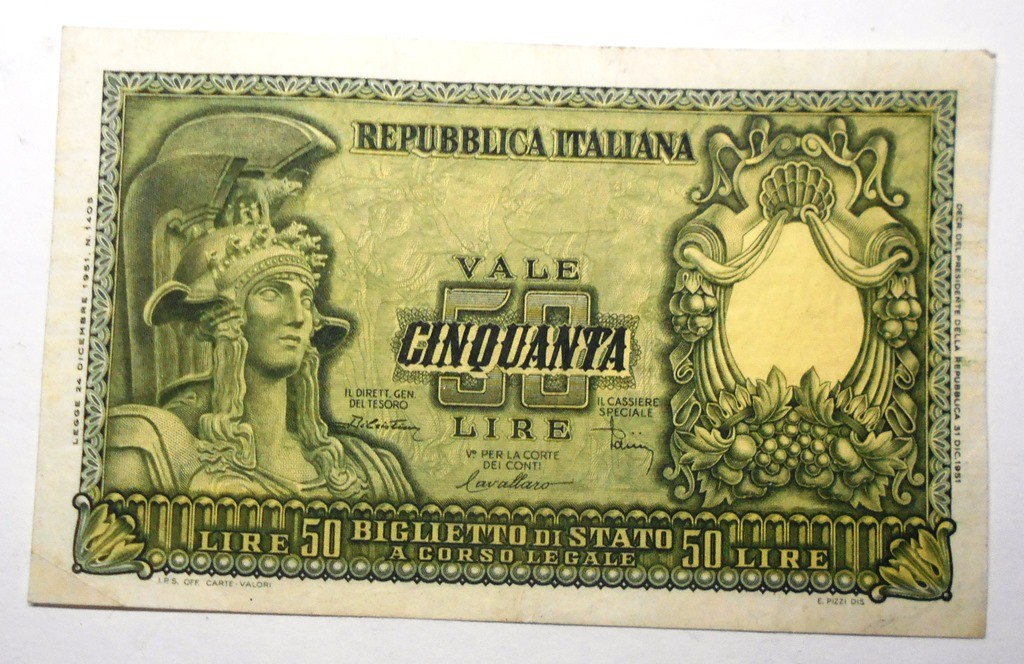 REPUBBLICA ITALIANA
VALE
50
CINQUANTA
LIRE
IL DIRETT. GEN.
DEL TESORO
IL CASSIERE
SPECIALE
Vº PER LA CORTE
DEI CONTI
Cavallaro
LIRE 50 BIGLIETTO DI STATO 50 LIRE
A CORSO LEGALE
I.P.S. OFF. CARTE-VALORI
E. PIZZI DIS
LEGGE 24 DICEMBRE 1951, N. 1405
DECR. DEL PRESIDENTE DELLA REPUBBLICA 31 DIC. 1951